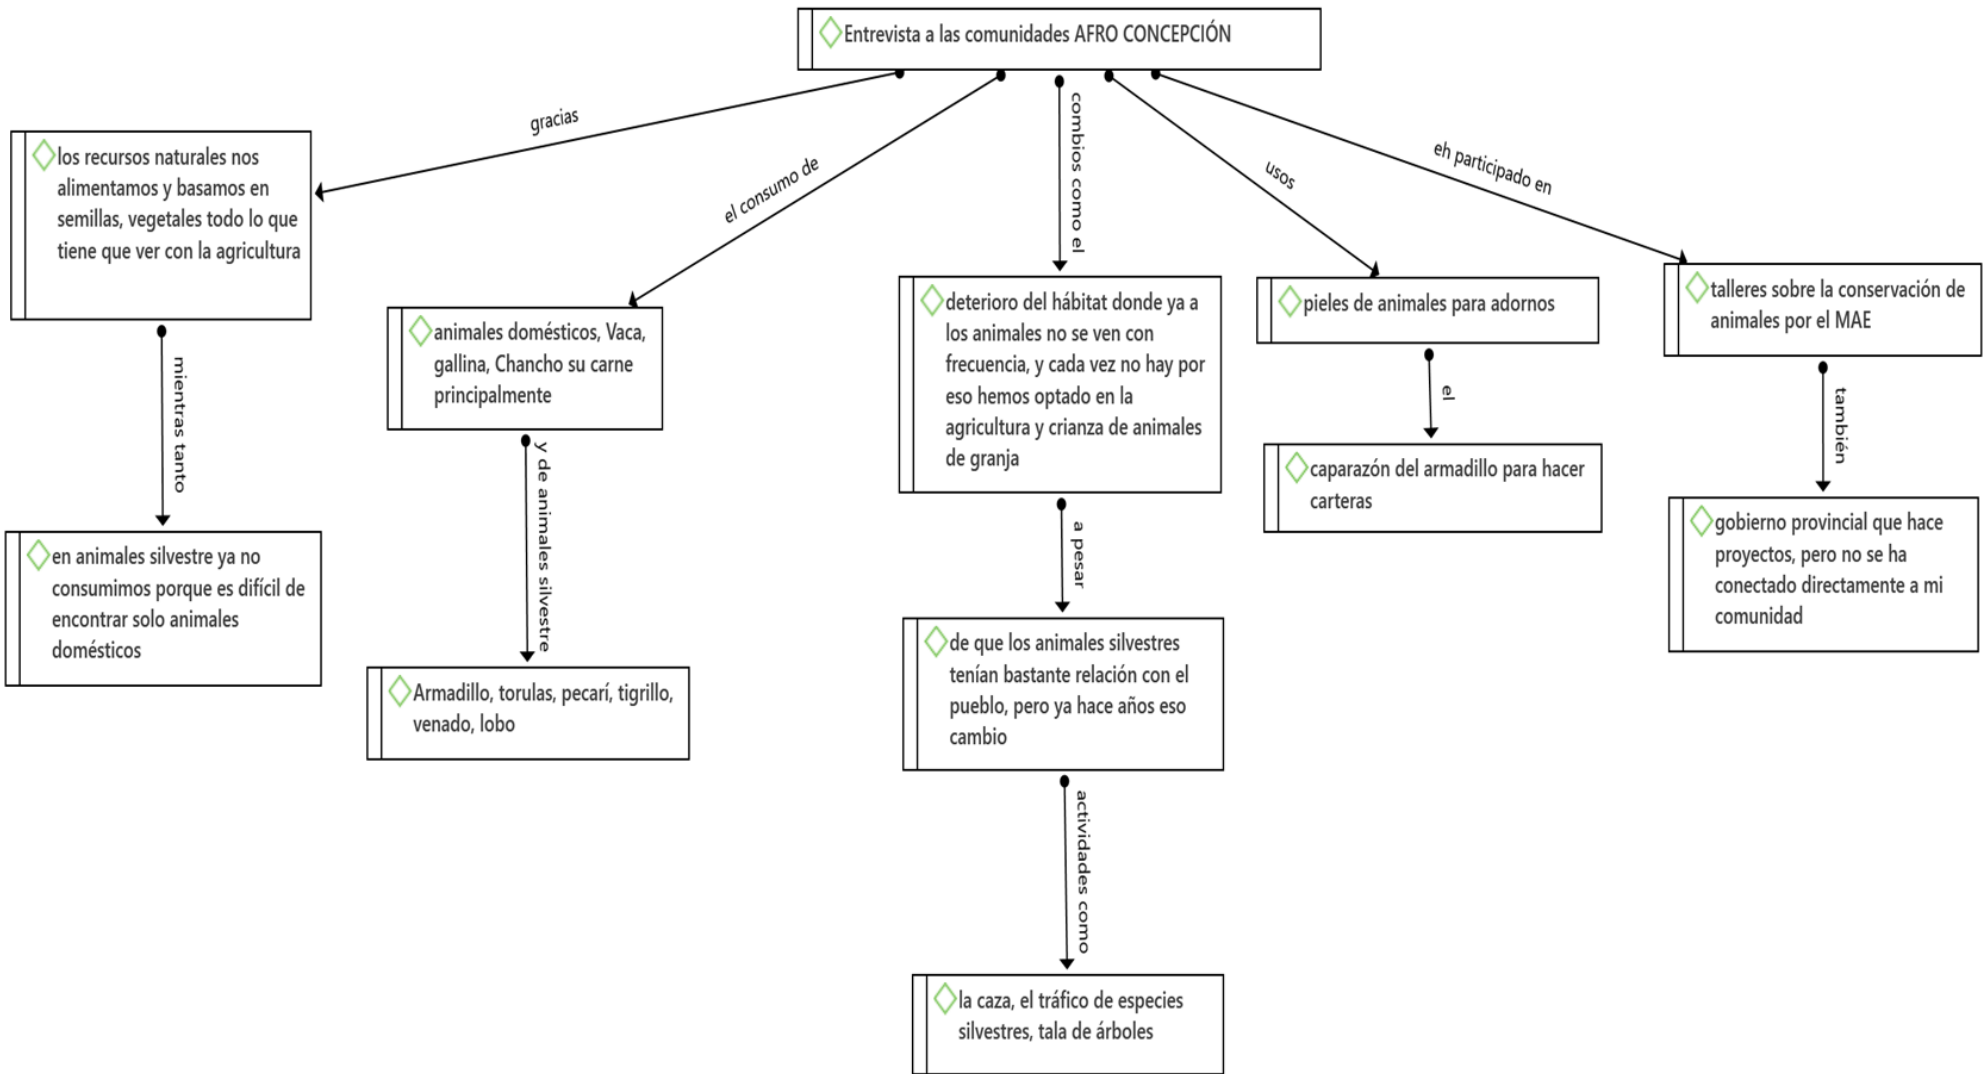 Entrevista a las comunidades AFRO CONCEPCIÓN
gracias
los recursos naturales nos
alimentamos y basamos en
semillas, vegetales todo lo que
tiene que ver con la agricultura
mientras tanto
en animales silvestre ya no
consumimos porque es difícil de
encontrar solo animales
domésticos
el consumo de
animales domésticos, Vaca,
gallina, Chancho su carne
principalmente
y de animales silvestre
Armadillo, torulas, pecarí, tigrillo,
venado, lobo
combios como el
deterioro del hábitat donde ya a
los animales no se ven con
frecuencia, y cada vez no hay por
eso hemos optado en la
agricultura y crianza de animales
de granja
a pesar
de que los animales silvestres
tenían bastante relación con el
pueblo, pero ya hace años eso
cambio
actividades como
la caza, el tráfico de especies
silvestres, tala de árboles
usos
pieles de animales para adornos
el
caparazón del armadillo para hacer
carteras
eh participado en
talleres sobre la conservación de
animales por el MAE
también
gobierno provincial que hace
proyectos, pero no se ha
conectado directamente a mi
comunidad